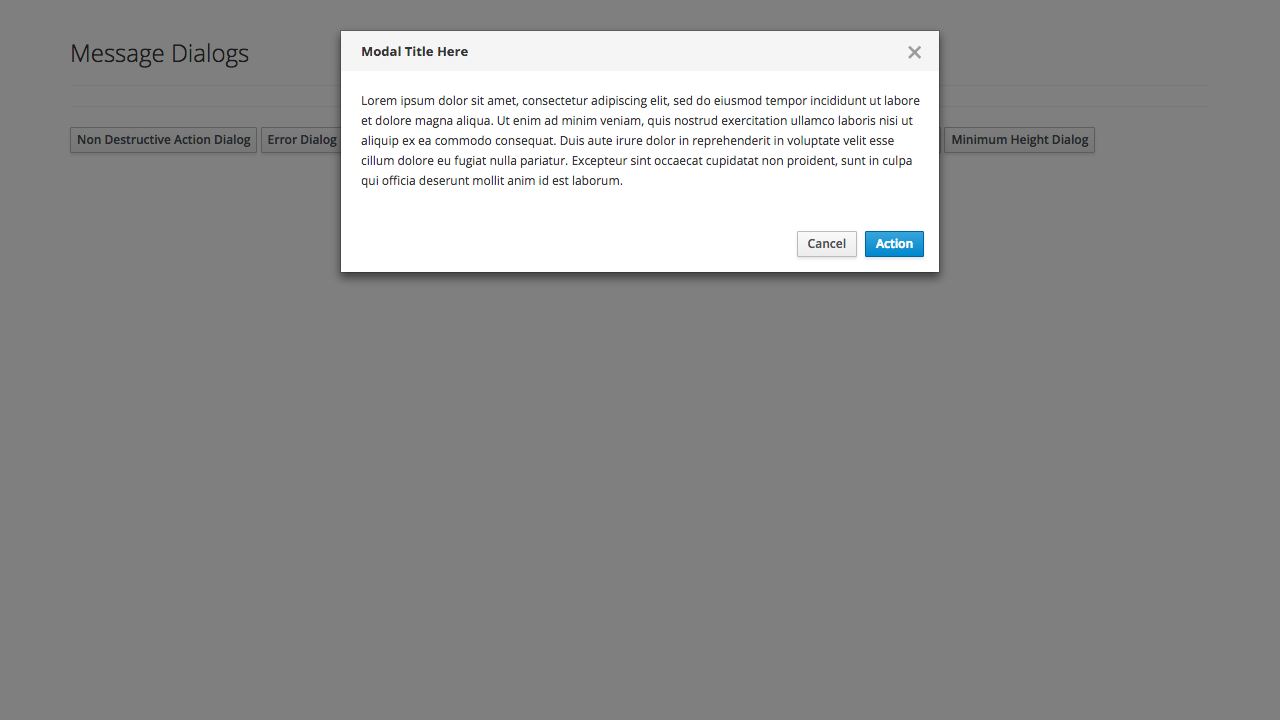 Message Dialogs
Modal Title Here
Lorem ipsum dolor sit amet, consectetur adipiscing elit, sed do eiusmod tempor incididunt ut labore
et dolore magna aliqua. Ut enim ad minim veniam, quis nostrud exercitation ullamco laboris nisi ut
aliquip ex ea commodo consequat. Duis aute irure dolor in reprehenderit in voluptate velit esse
cillum dolore eu fugiat nulla pariatur. Excepteur sint occaecat cupidatat non proident, sunt in culpa
qui officia deserunt mollit anim id est laborum.
Cancel Action
Non Destructive Action Dialog Error Dialog Minimum Height Dialog